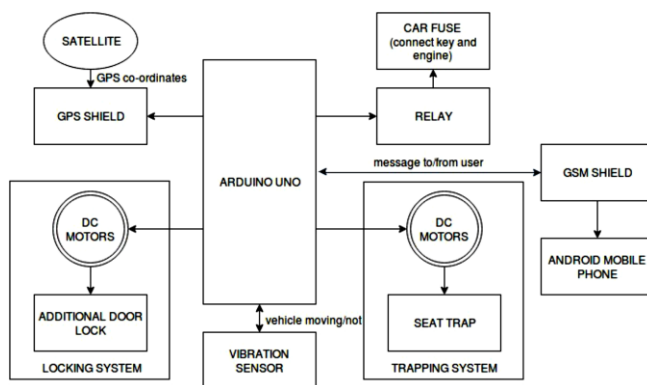 SATELLITE
GPS co-ordinates
GPS SHIELD
CAR FUSE
(connect key and
engine)
RELAY
ARDUINO UNO
message to/from user
GSM SHIELD
ANDROID MOBILE
PHONE
DC
MOTORS
ADDITIONAL DOOR
LOCK
LOCKING SYSTEM
vehicle moving/not
VIBRATION
SENSOR
DC
MOTORS
SEAT TRAP
TRAPPING SYSTEM